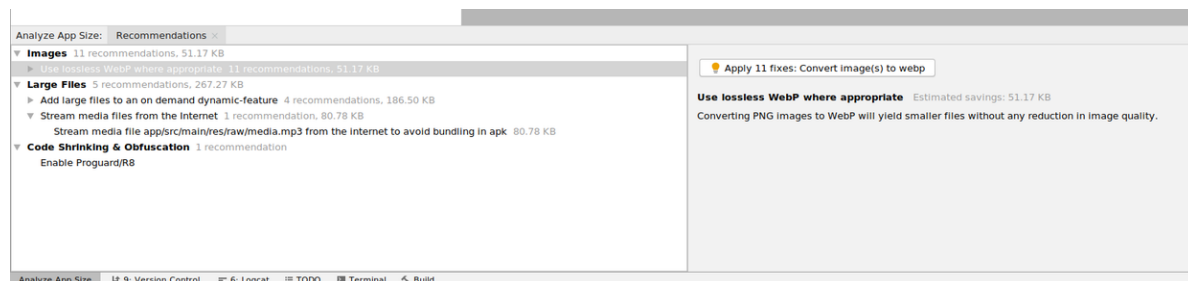 Analyze App Size: Recommendations ×
Images 11 recommendations, 51.17 KB
Use lossless WebP where appropriate 11 recommendations, 51.17 KB
Large Files 5 recommendations, 267.27 KB
Add large files to an on demand dynamic-feature 4 recommendations, 186.50 KB
Stream media files from the Internet 1 recommendation, 80.78 KB
Stream media file app/src/main/res/raw/media.mp3 from the internet to avoid bundling in apk 80.78 KB
Code Shrinking & Obfuscation 1 recommendation
Enable Proguard/R8
Apply 11 fixes: Convert image(s) to webp
Use lossless WebP where appropriate Estimated savings: 51.17 KB
Converting PNG images to WebP will yield smaller files without any reduction in image quality.
Analyze App Size 9: Version Control 6: Logcat TODO Terminal Build